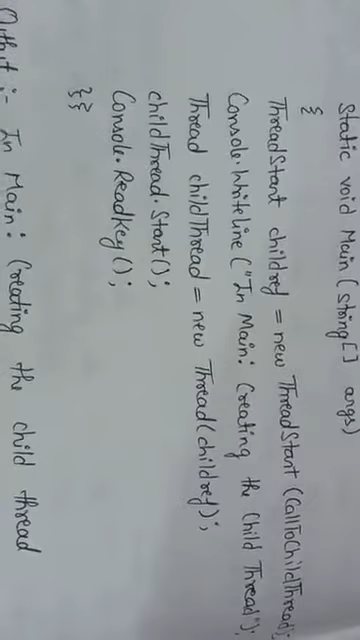 Static void Main (string[] args)
{
ThreadStart childref = new ThreadStart (CallToChildThread);
Console.WriteLine ("In Main: Creating the Child Thread");
Thread childThread = new Thread(childref);
childThread.Start();
Console.ReadKey();
}}
Output :- In Main: Creating the child thread